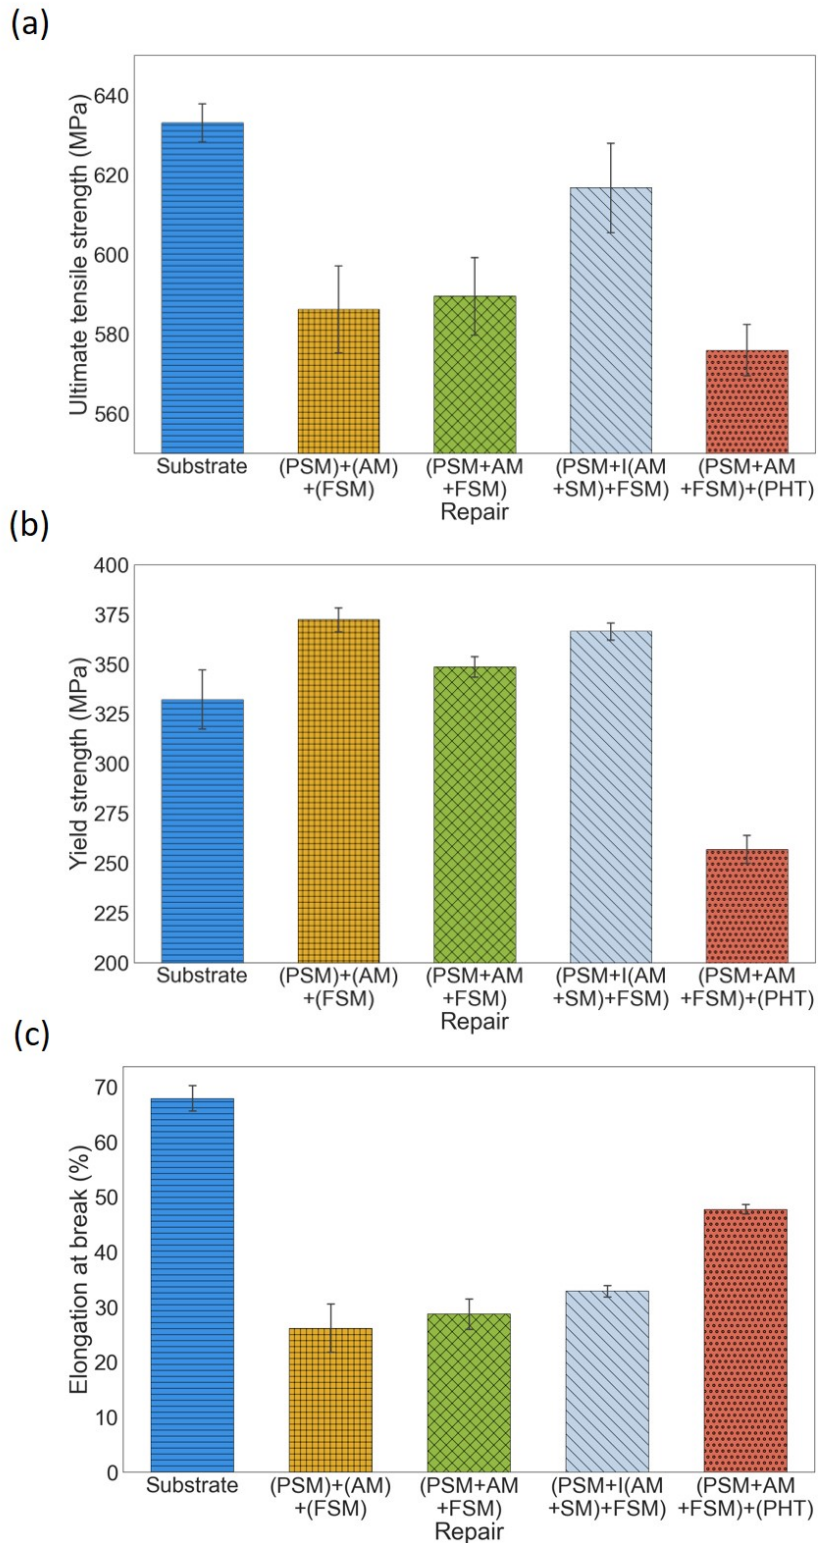 (a)
Ultimate tensile strength (MPa)
640
620
600
580
560
Substrate (PSM)+(AM) (PSM+AM (PSM+I(AM (PSM+AM
+(FSM) +FSM) +SM)+FSM) +FSM)+(PHT)
Repair
(b)
Yield strength (MPa)
400
375
350
325
300
275
250
225
200
Substrate (PSM)+(AM) (PSM+AM (PSM+I(AM (PSM+AM
+(FSM) +FSM) +SM)+FSM) +FSM)+(PHT)
Repair
(c)
Elongation at break (%)
70
60
50
40
30
20
10
0
Substrate (PSM)+(AM) (PSM+AM (PSM+I(AM (PSM+AM
+(FSM) +FSM) +SM)+FSM) +FSM)+(PHT)
Repair